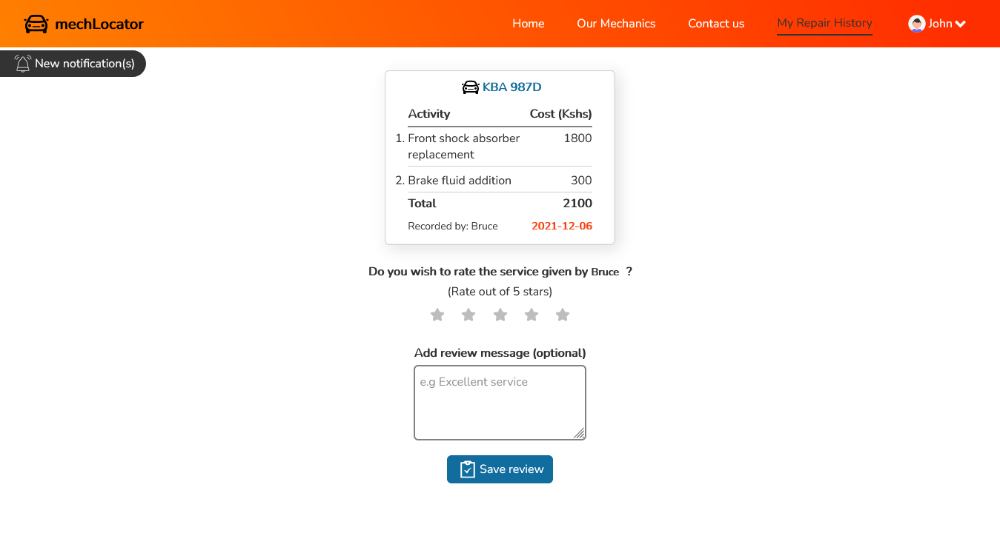 mechLocator
Home Our Mechanics Contact us My Repair History John
New notification(s)
KBA 987D
Activity Cost (Kshs)
1. Front shock absorber 1800
replacement
2. Brake fluid addition 300
Total 2100
Recorded by: Bruce 2021-12-06
Do you wish to rate the service given by Bruce ?
(Rate out of 5 stars)
Add review message (optional)
e.g Excellent service
Save review